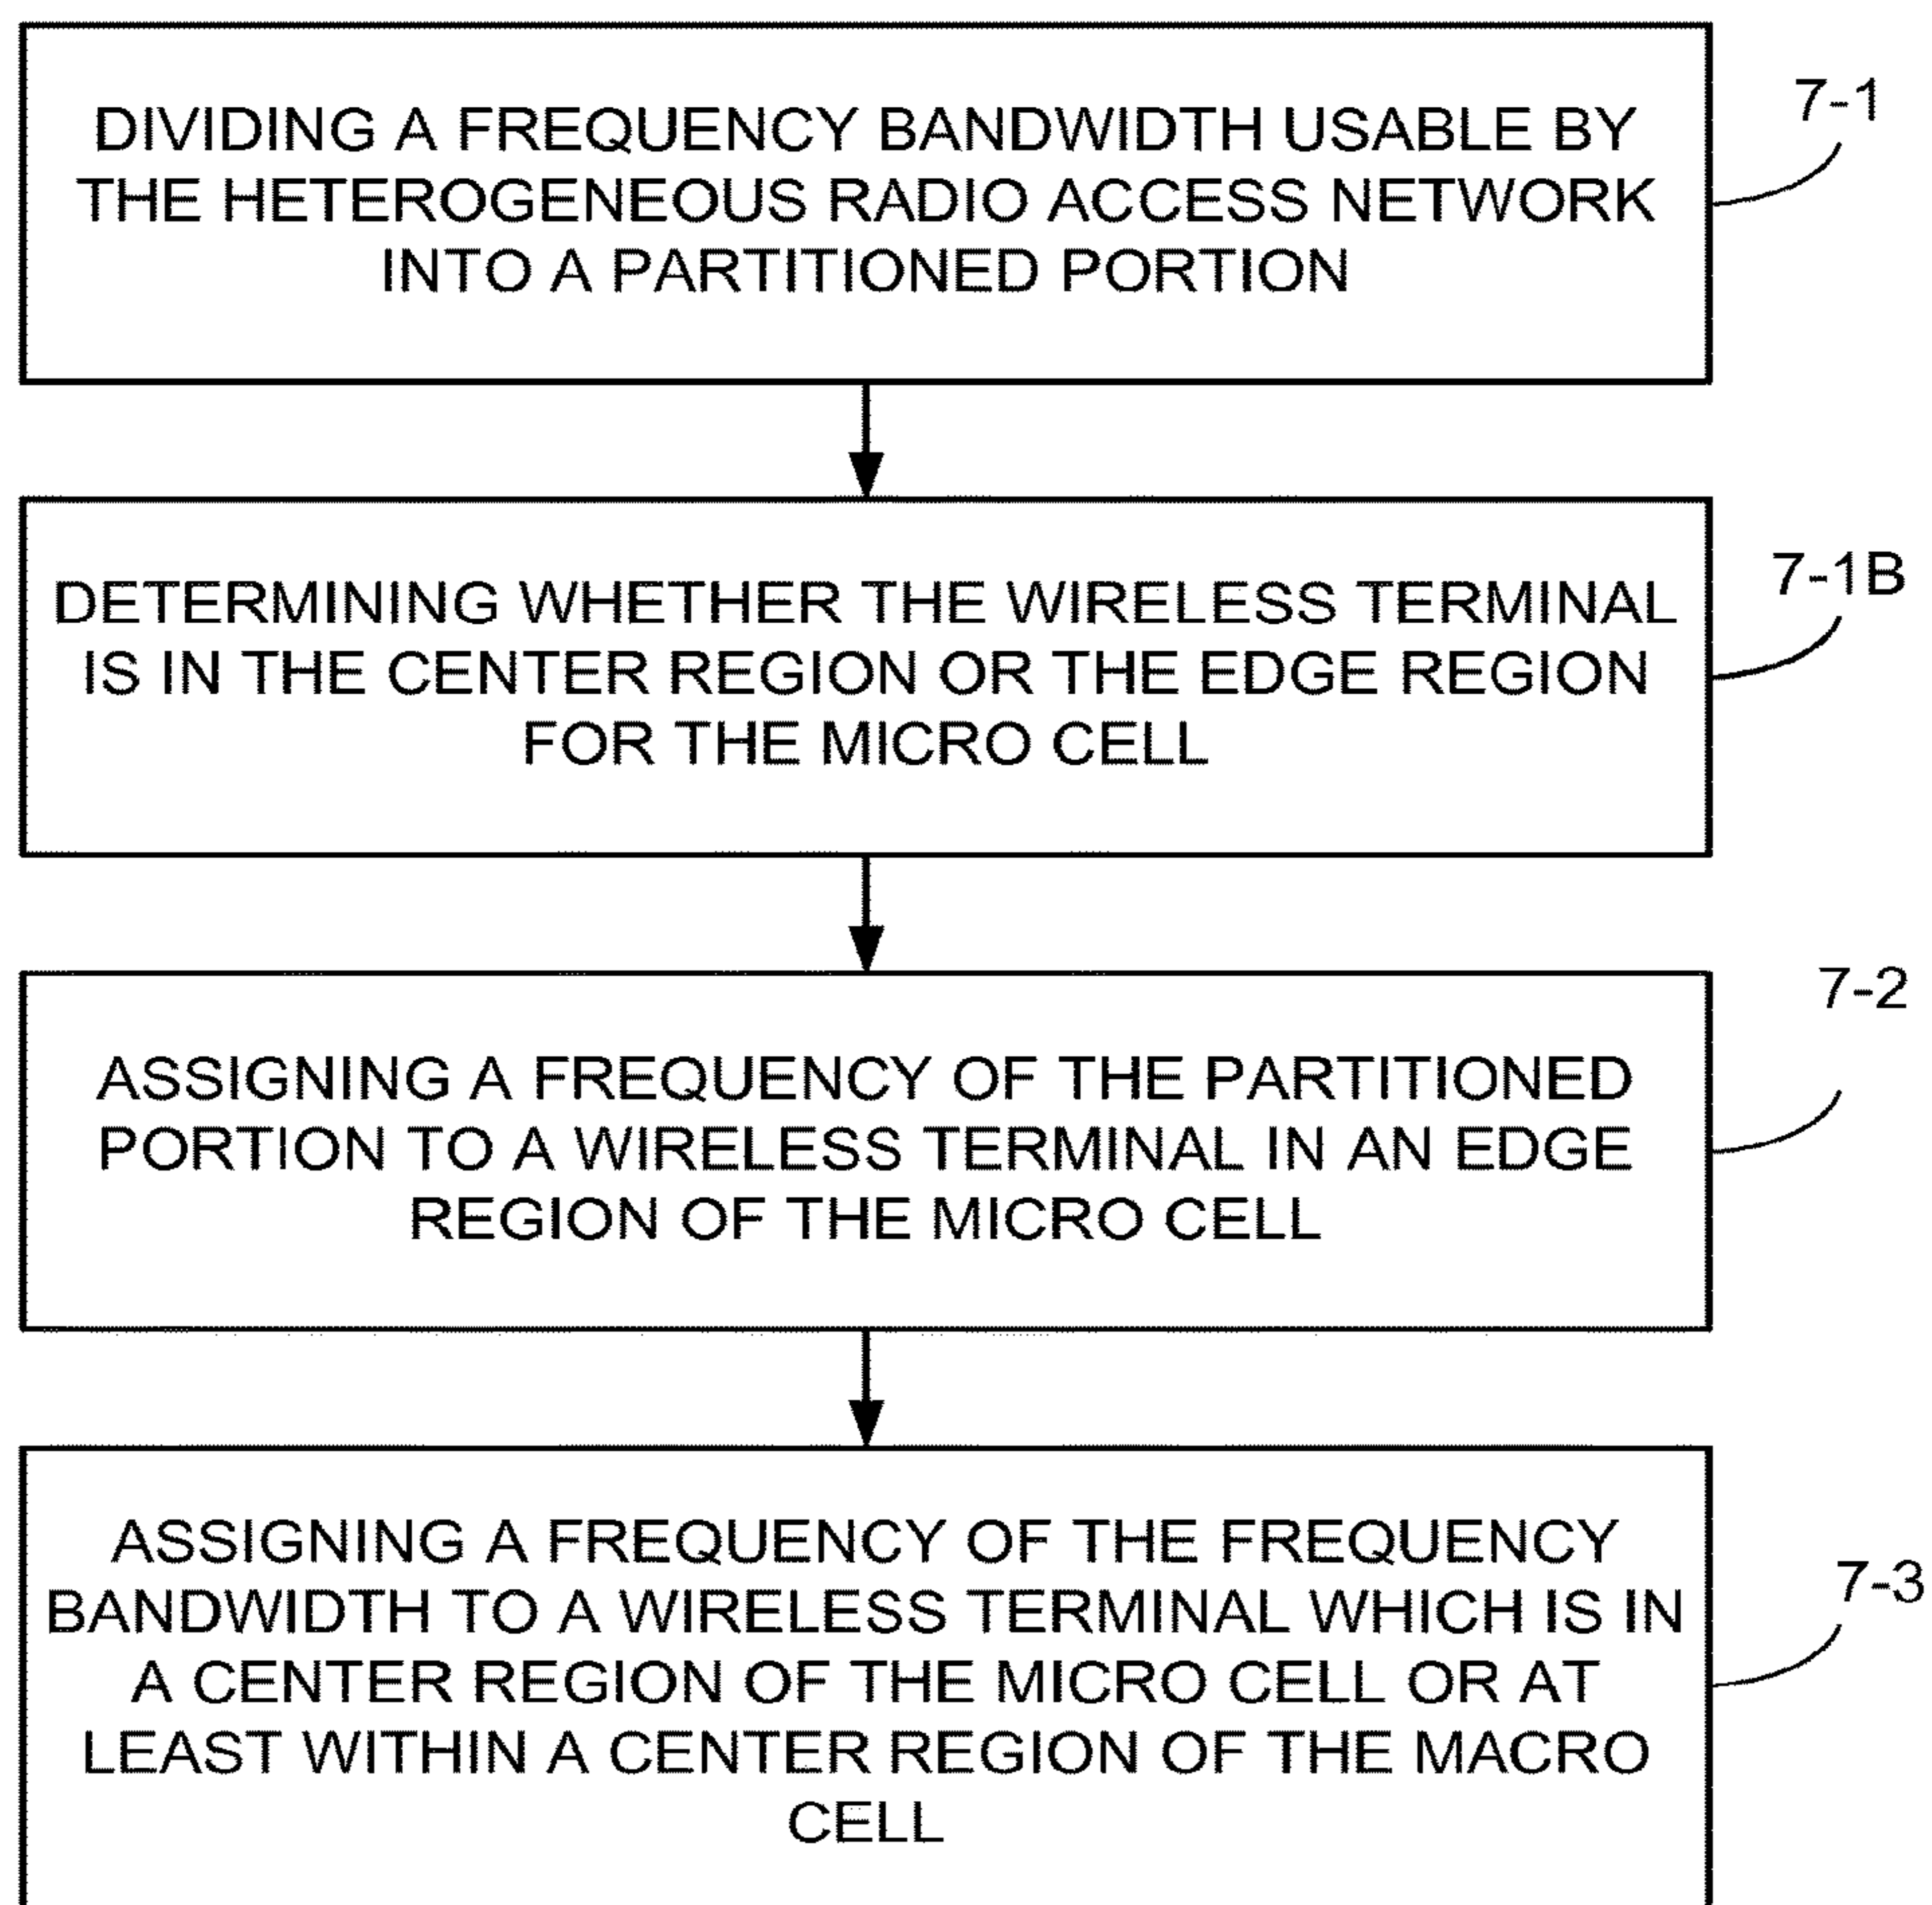 DIVIDING A FREQUENCY BANDWIDTH USABLE BY
THE HETEROGENEOUS RADIO ACCESS NETWORK
INTO A PARTITIONED PORTION
7-1
DETERMINING WHETHER THE WIRELESS TERMINAL
IS IN THE CENTER REGION OR THE EDGE REGION
FOR THE MICRO CELL
7-1B
ASSIGNING A FREQUENCY OF THE PARTITIONED
PORTION TO A WIRELESS TERMINAL IN AN EDGE
REGION OF THE MICRO CELL
7-2
ASSIGNING A FREQUENCY OF THE FREQUENCY
BANDWIDTH TO A WIRELESS TERMINAL WHICH IS IN
A CENTER REGION OF THE MICRO CELL OR AT
LEAST WITHIN A CENTER REGION OF THE MACRO
CELL
7-3